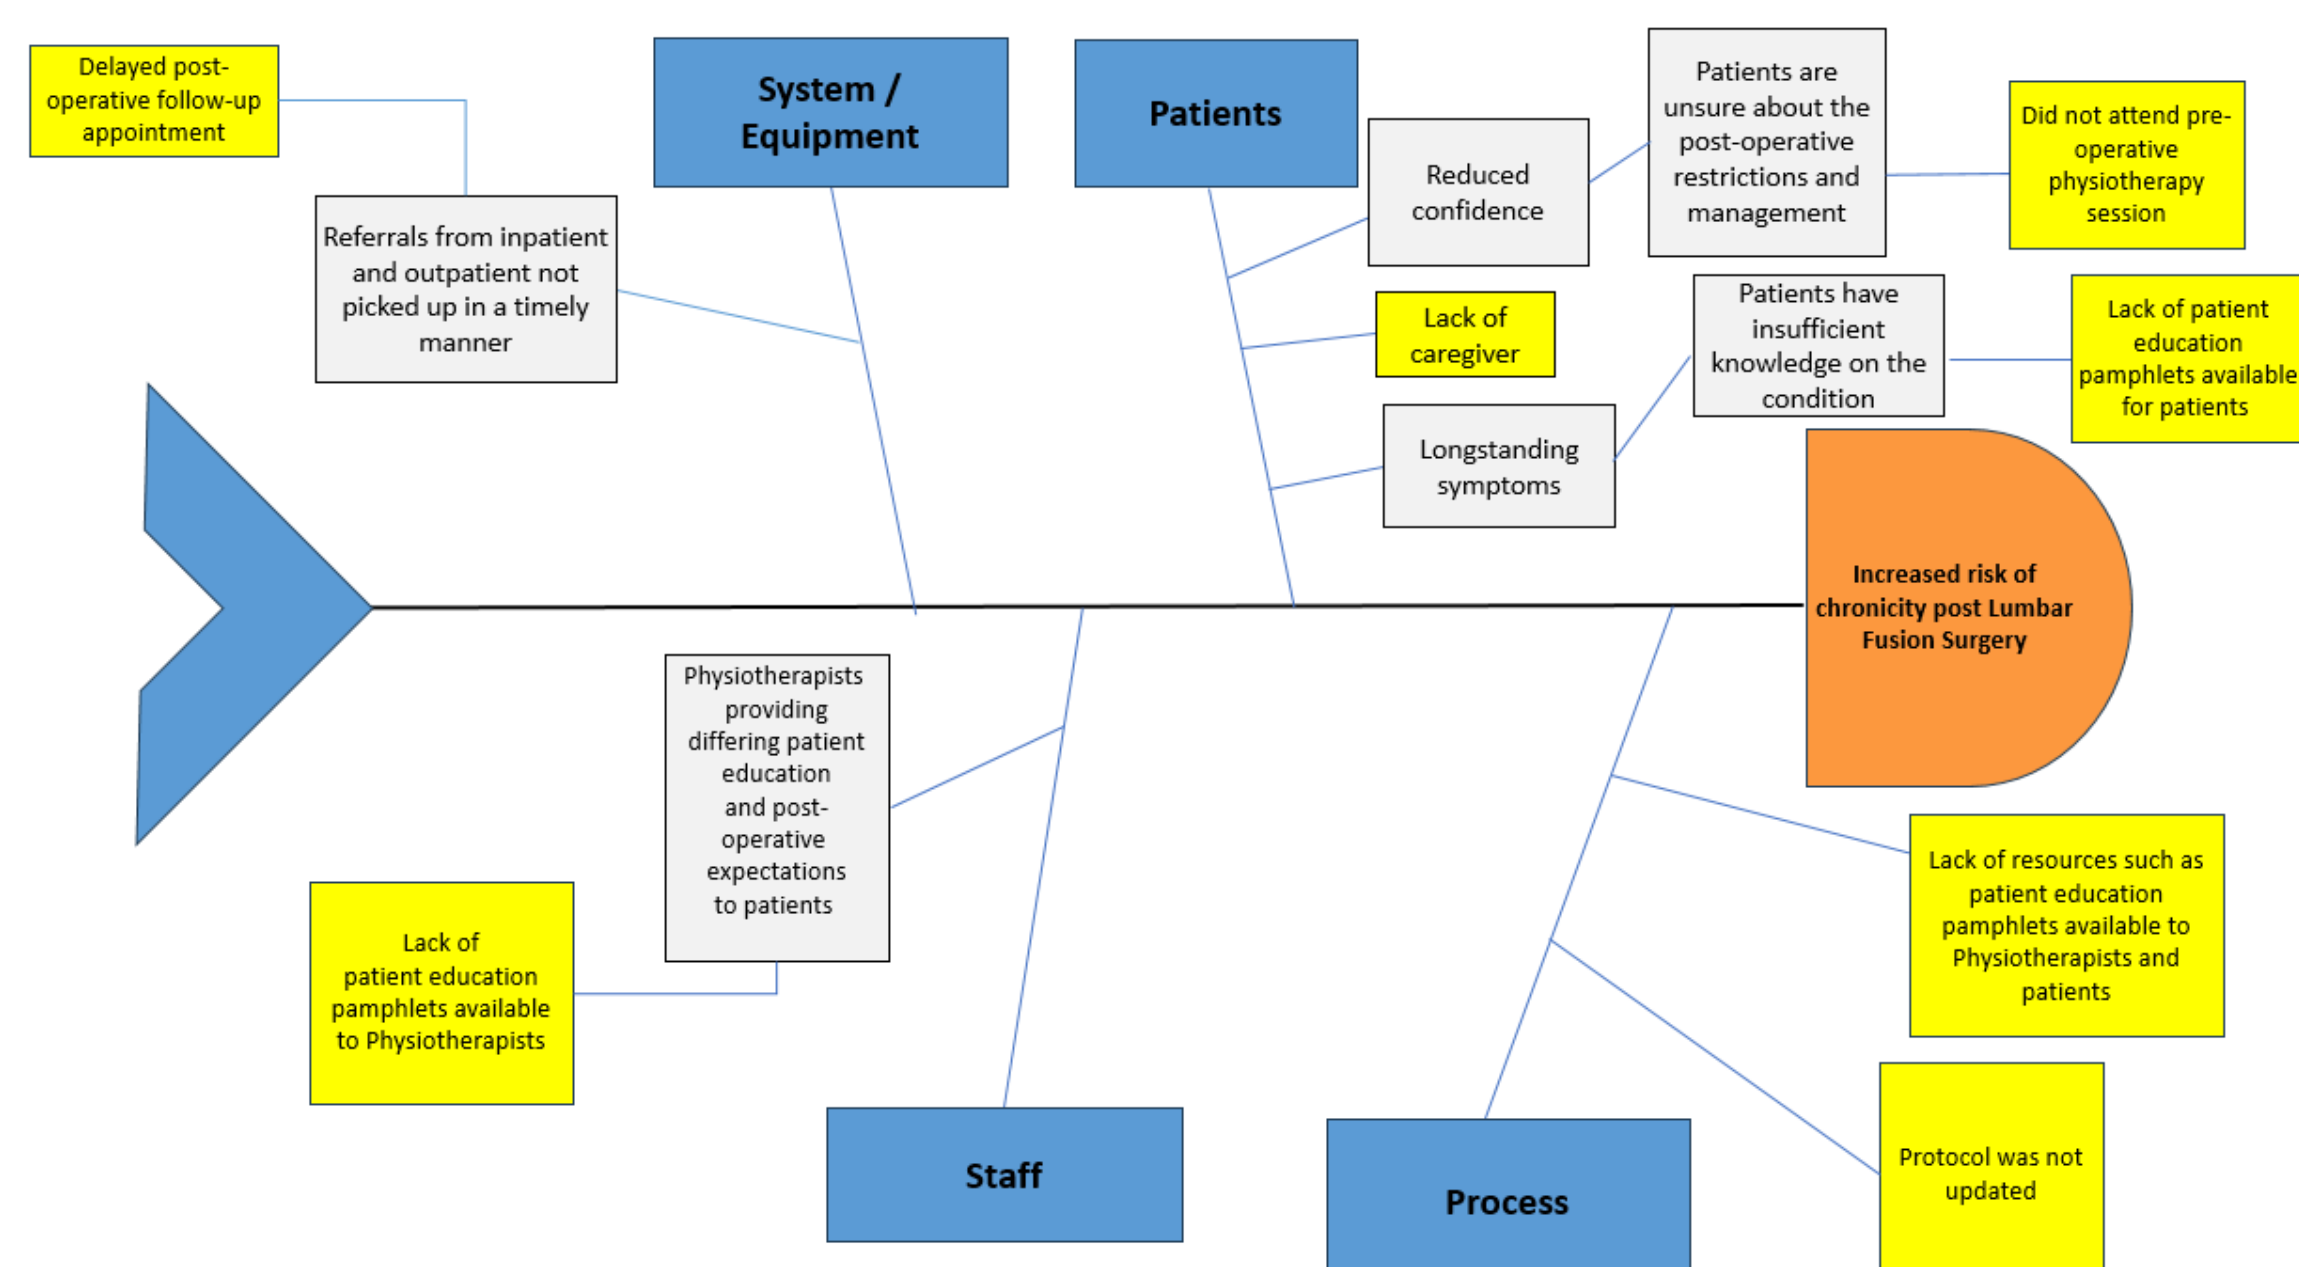 Delayed post-
operative follow-up
appointment
System /
Equipment
Patients
Referrals from inpatient
and outpatient not
picked up in a timely
manner
Reduced
confidence
Patients are
unsure about the
post-operative
restrictions and
management
Did not attend pre-
operative
physiotherapy
session
Lack of
caregiver
Longstanding
symptoms
Patients have
insufficient
knowledge on the
condition
Lack of patient
education
pamphlets available
for patients
Increased risk of
chronicity post Lumbar
Fusion Surgery
Physiotherapists
providing
differing patient
education
and post-
operative
expectations
to patients
Lack of
patient education
pamphlets available
to Physiotherapists
Staff
Process
Lack of resources such as
patient education
pamphlets available to
Physiotherapists and
patients
Protocol was not
updated